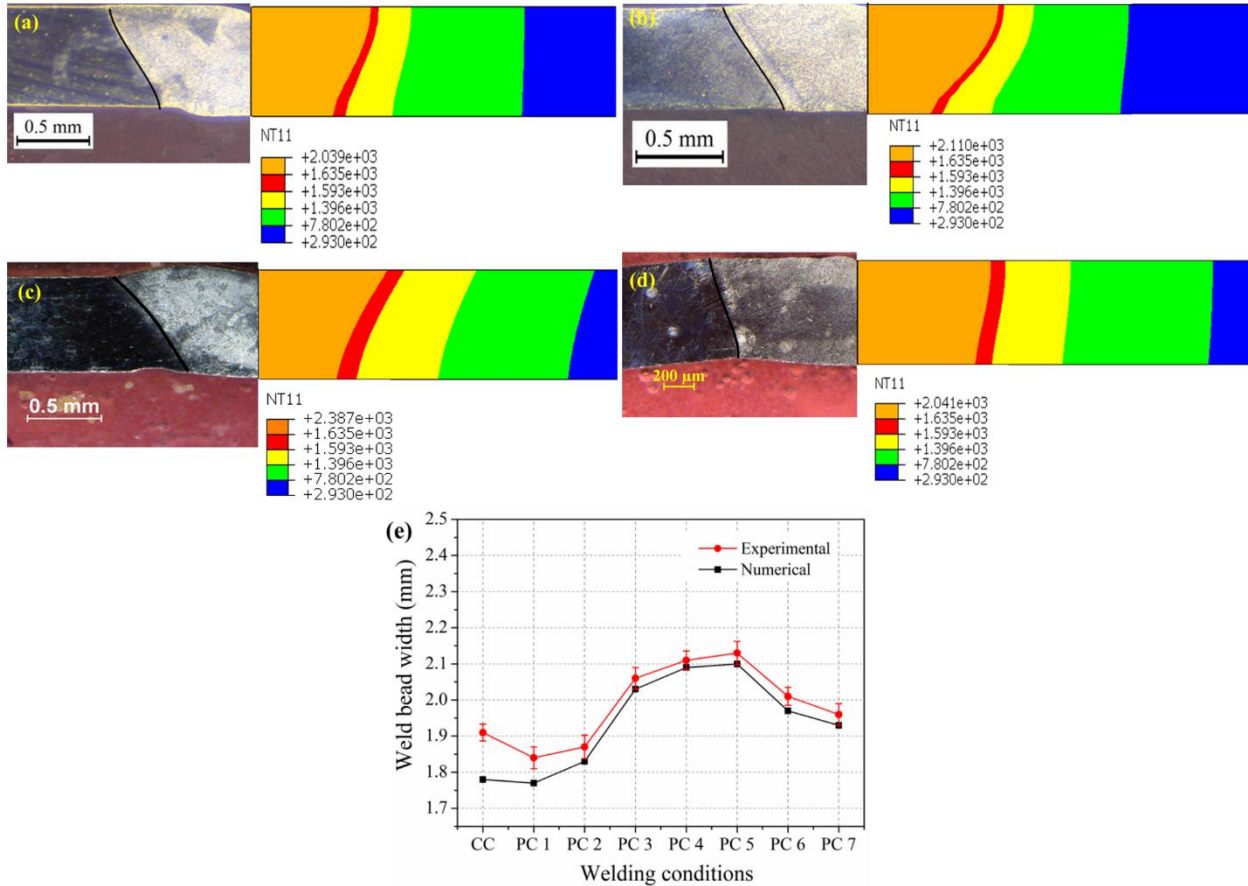 (a)
0.5 mm
NT11
+2.039e+03
+1.635e+03
+1.593e+03
+1.396e+03
+7.802e+02
+2.930e+02
(b)
0.5 mm
NT11
+2.110e+03
+1.635e+03
+1.593e+03
+1.396e+03
+7.802e+02
+2.930e+02
(c)
0.5 mm
NT11
+2.387e+03
+1.635e+03
+1.593e+03
+1.396e+03
+7.802e+02
+2.930e+02
(d)
200 µm
NT11
+2.041e+03
+1.635e+03
+1.593e+03
+1.396e+03
+7.802e+02
+2.930e+02
(e)
Weld bead width (mm)
2.5
2.4
2.3
2.2
2.1
2.0
1.9
1.8
1.7
Experimental
Numerical
CC PC 1 PC 2 PC 3 PC 4 PC 5 PC 6 PC 7
Welding conditions